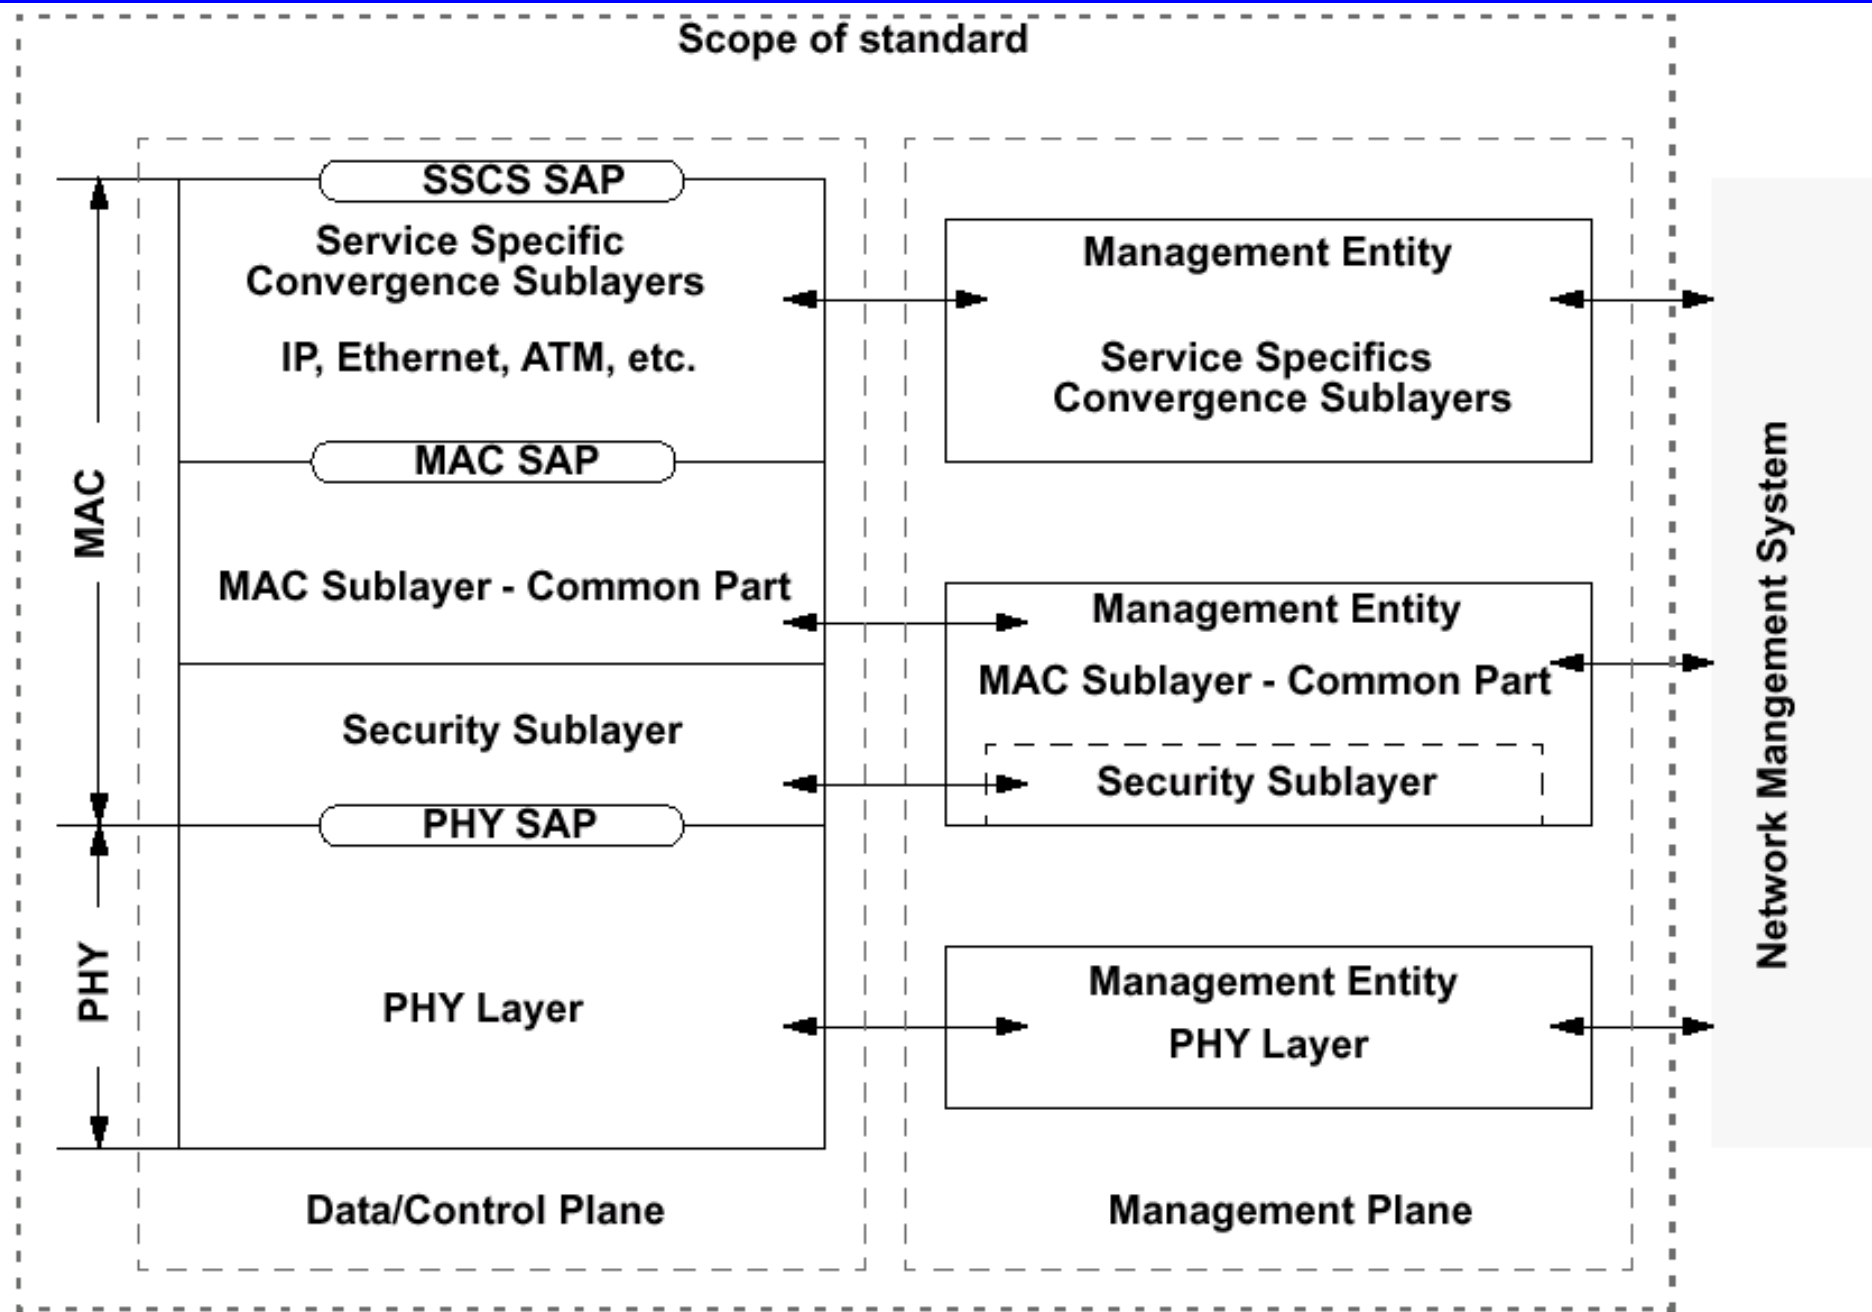 Scope of standard
SSCS SAP
Service Specific
Convergence Sublayers
IP, Ethernet, ATM, etc.
MAC SAP
MAC Sublayer - Common Part
Security Sublayer
PHY SAP
PHY Layer
Data/Control Plane
MAC
PHY
Management Entity
Service Specifics
Convergence Sublayers
Management Entity
MAC Sublayer - Common Part
Security Sublayer
Management Entity
PHY Layer
Management Plane
Network Mangement System